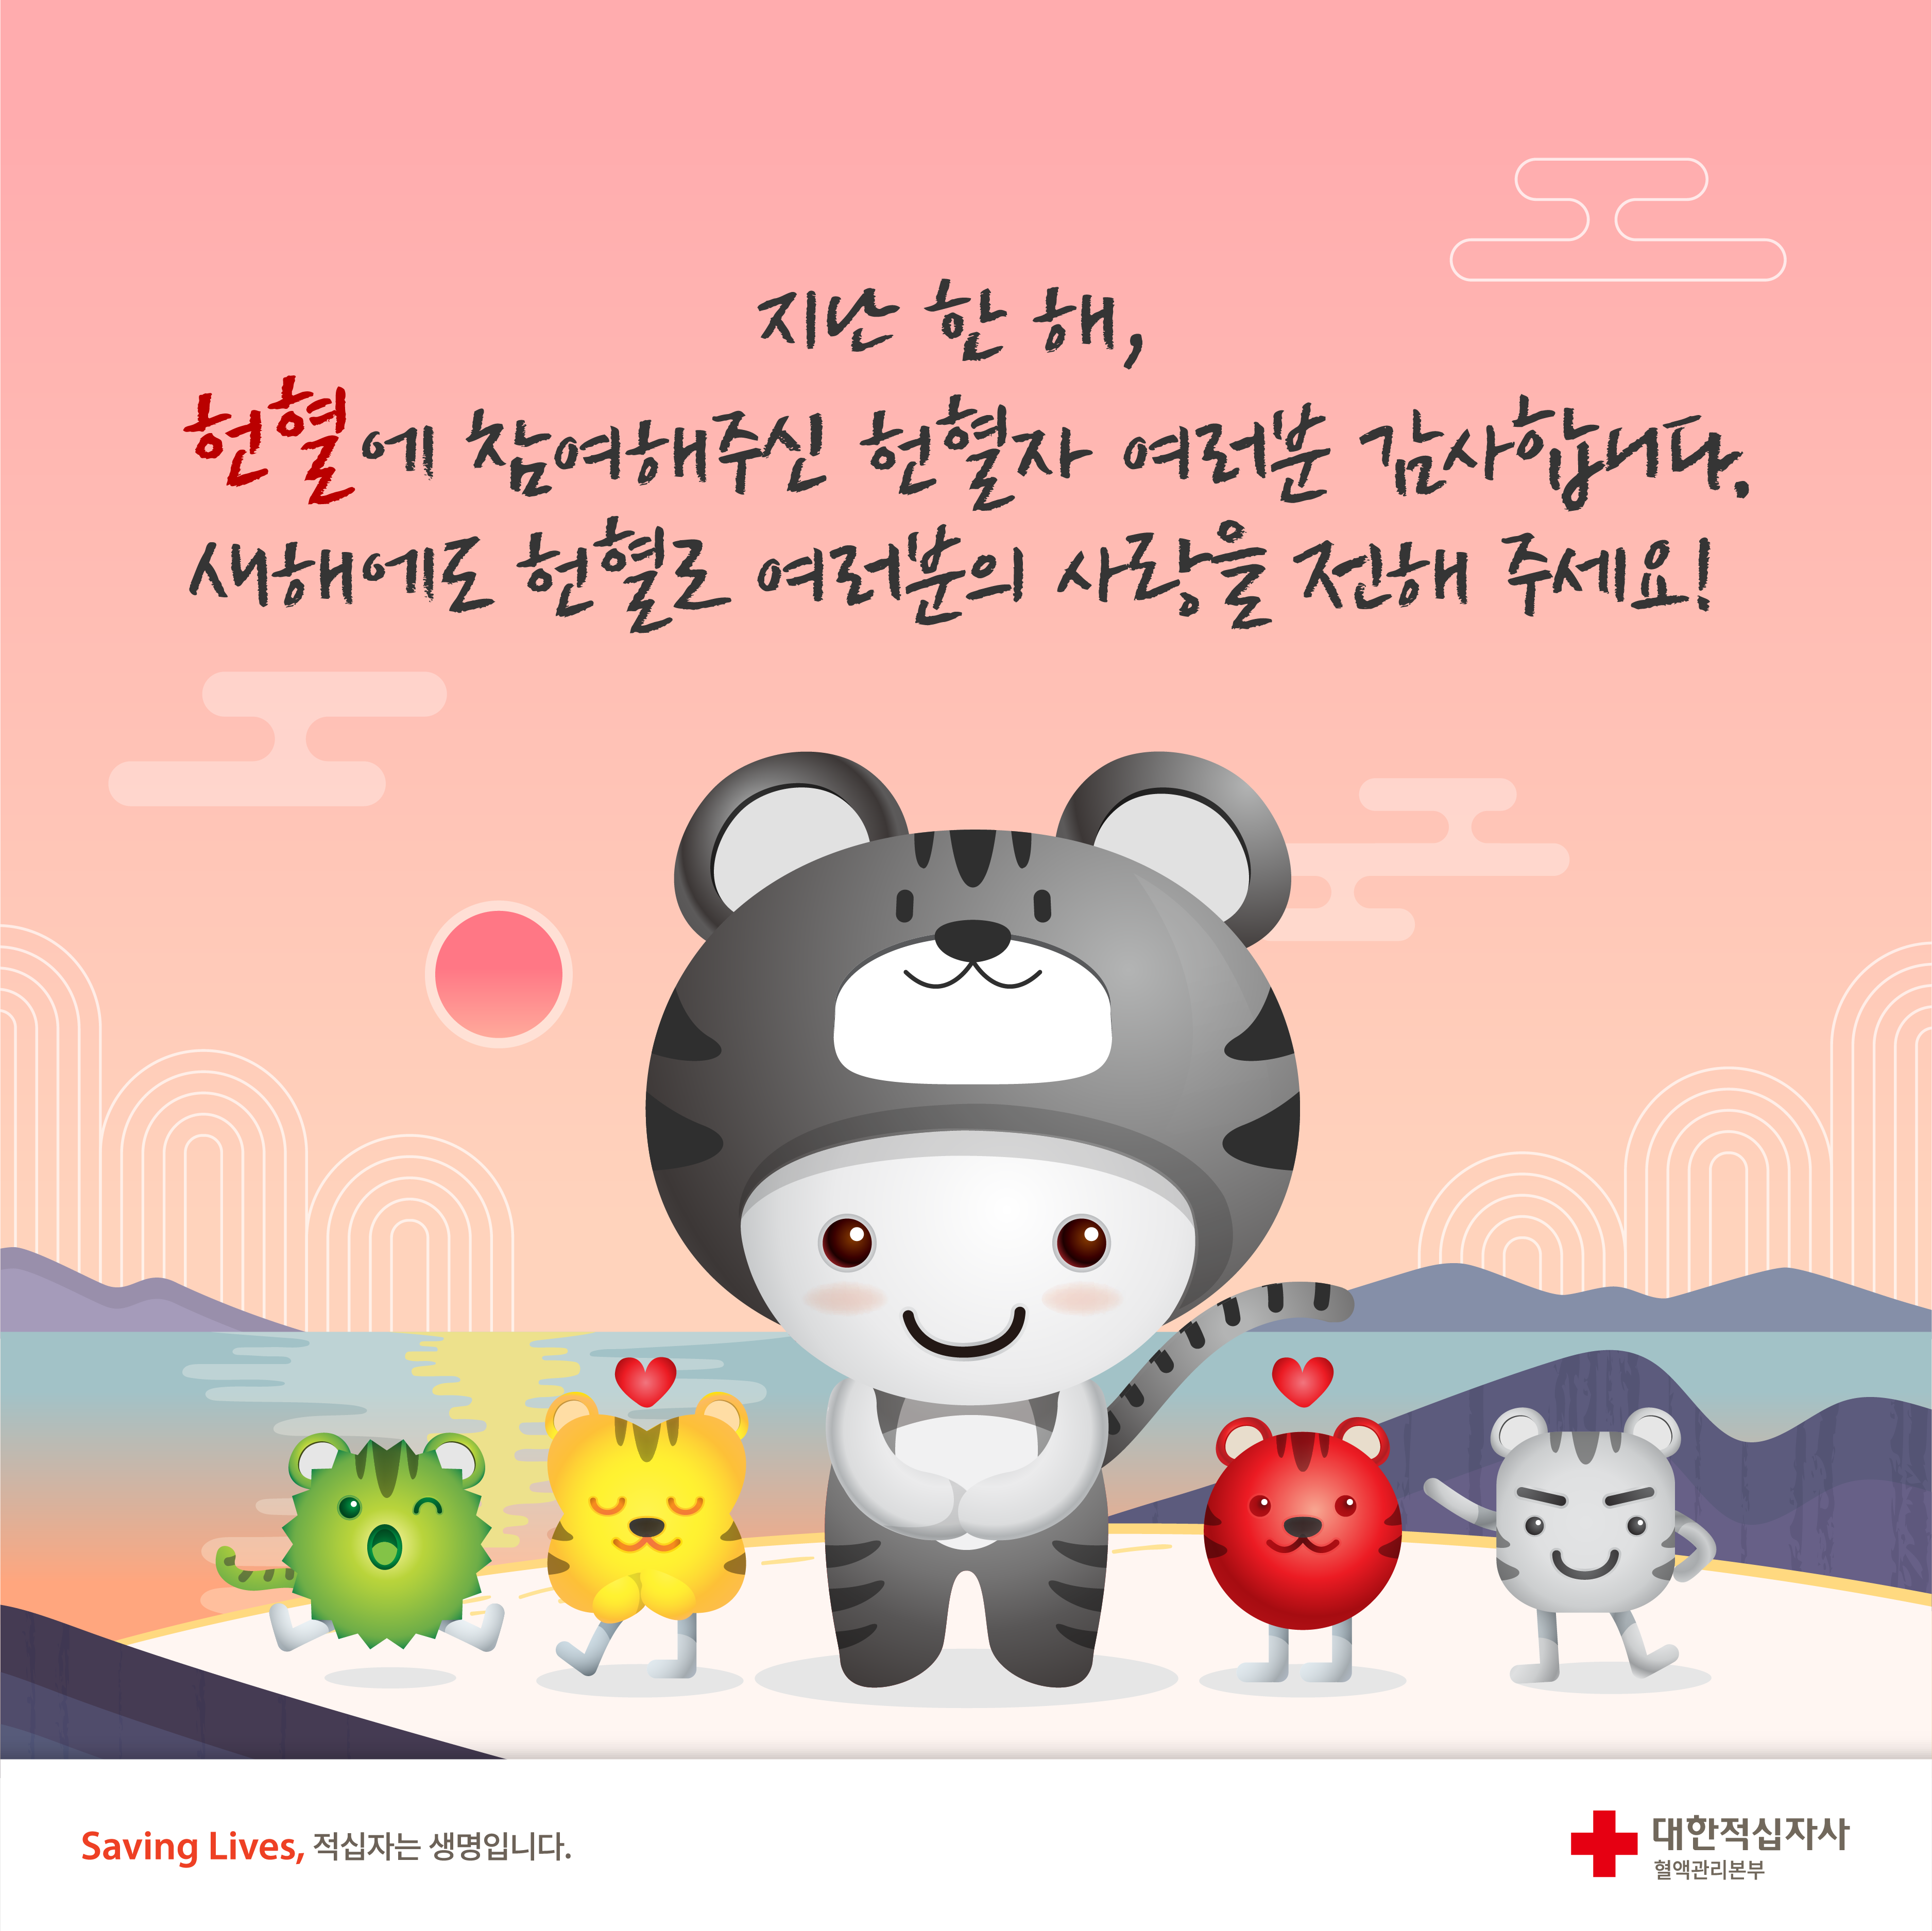 지난 한 해,
헌혈에 참여해주신 헌혈자 여러분 감사합니다.
새해에도 헌혈로 여러분의 사랑을 전해 주세요!
Saving Lives, 적십자는 생명입니다.
대한적십자사
혈액관리본부